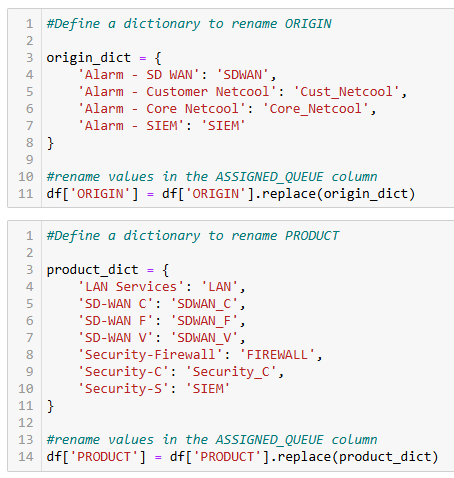 1 #Define a dictionary to rename ORIGIN
2
3 origin_dict = {
4     'Alarm - SD WAN': 'SDWAN',
5     'Alarm - Customer Netcool': 'Cust_Netcool',
6     'Alarm - Core Netcool': 'Core_Netcool',
7     'Alarm - SIEM': 'SIEM'
8 }
9
10 #rename values in the ASSIGNED_QUEUE column
11 df['ORIGIN'] = df['ORIGIN'].replace(origin_dict)
1 #Define a dictionary to rename PRODUCT
2
3 product_dict = {
4     'LAN Services': 'LAN',
5     'SD-WAN C': 'SDWAN_C',
6     'SD-WAN F': 'SDWAN_F',
7     'SD-WAN V': 'SDWAN_V',
8     'Security-Firewall': 'FIREWALL',
9     'Security-C': 'Security_C',
10     'Security-S': 'SIEM'
11 }
12
13 #rename values in the ASSIGNED_QUEUE column
14 df['PRODUCT'] = df['PRODUCT'].replace(product_dict)